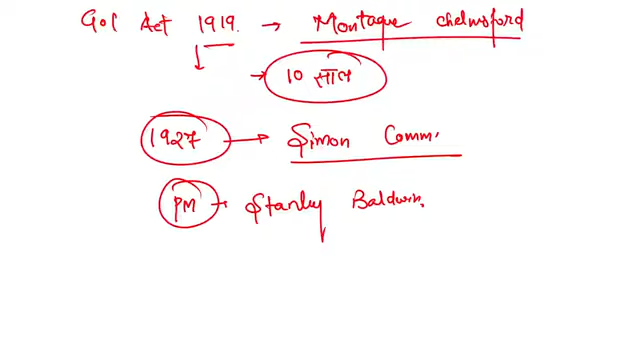 GOI Act 1919. → Montague chelmsford
→ 10 साल
1927 → Simon Comm.
PM → Stanley Baldwin.